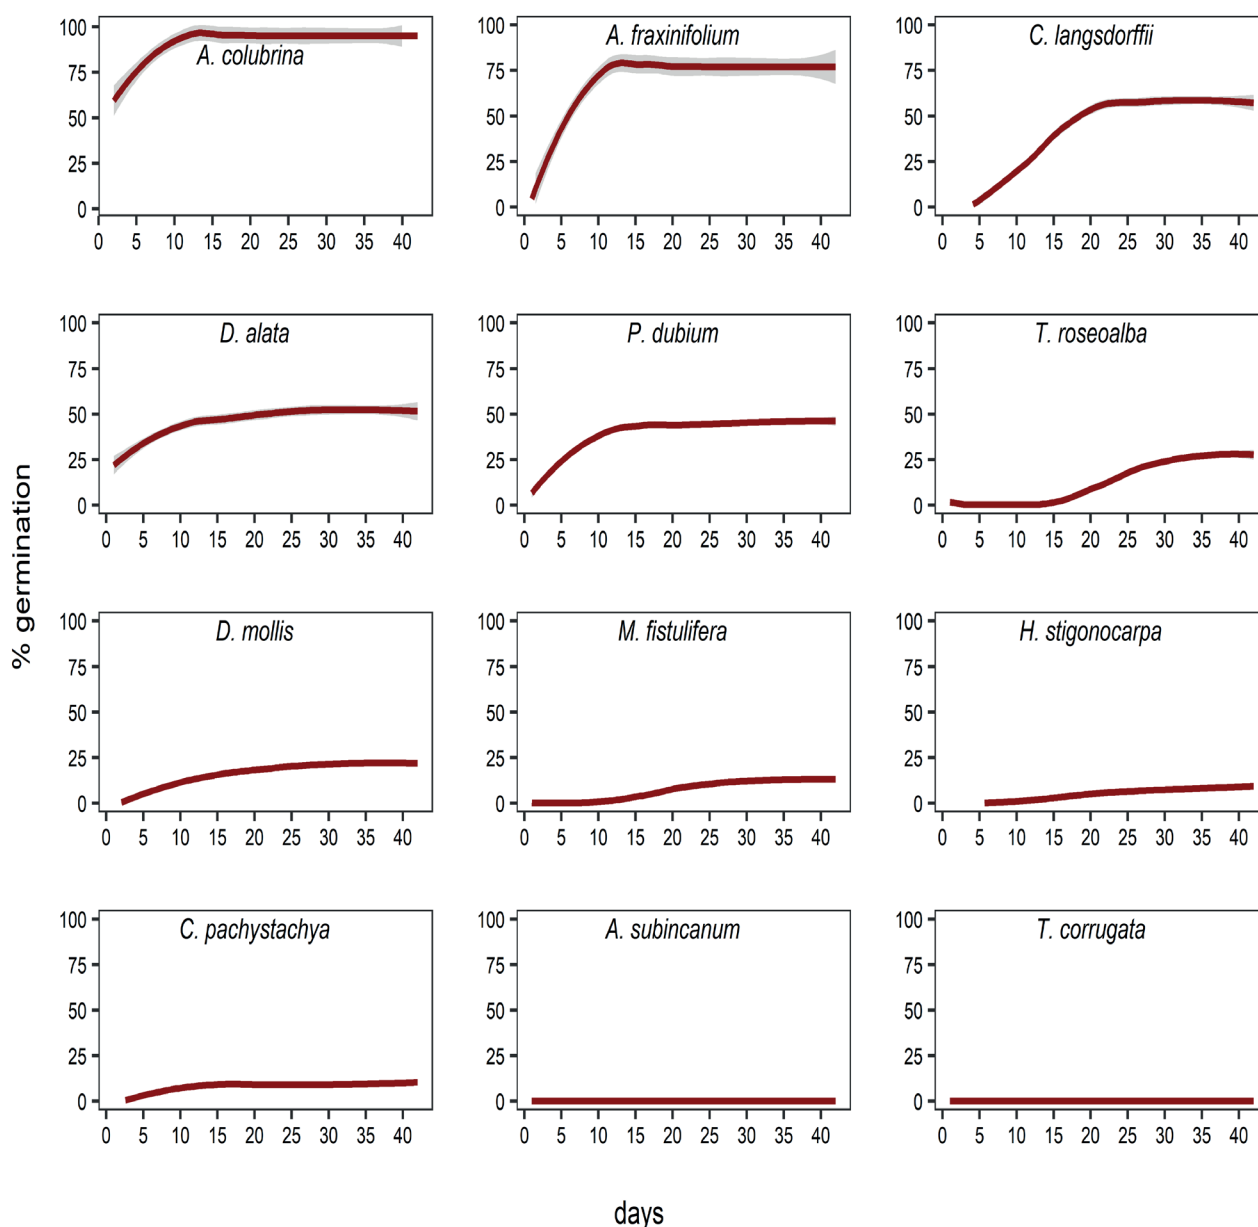 100
75
50
25
0
A. colubrina
0 5 10 15 20 25 30 35 40
100
75
50
25
0
A. fraxinifolium
0 5 10 15 20 25 30 35 40
100
75
50
25
0
C. langsdorffii
0 5 10 15 20 25 30 35 40
100
75
50
25
0
D. alata
0 5 10 15 20 25 30 35 40
100
75
50
25
0
P. dubium
0 5 10 15 20 25 30 35 40
100
75
50
25
0
T. roseoalba
0 5 10 15 20 25 30 35 40
% germination
100
75
50
25
0
D. mollis
0 5 10 15 20 25 30 35 40
100
75
50
25
0
M. fistulifera
0 5 10 15 20 25 30 35 40
100
75
50
25
0
H. stigonocarpa
0 5 10 15 20 25 30 35 40
100
75
50
25
0
C. pachystachya
0 5 10 15 20 25 30 35 40
100
75
50
25
0
A. subincanum
0 5 10 15 20 25 30 35 40
100
75
50
25
0
T. corrugata
0 5 10 15 20 25 30 35 40
days